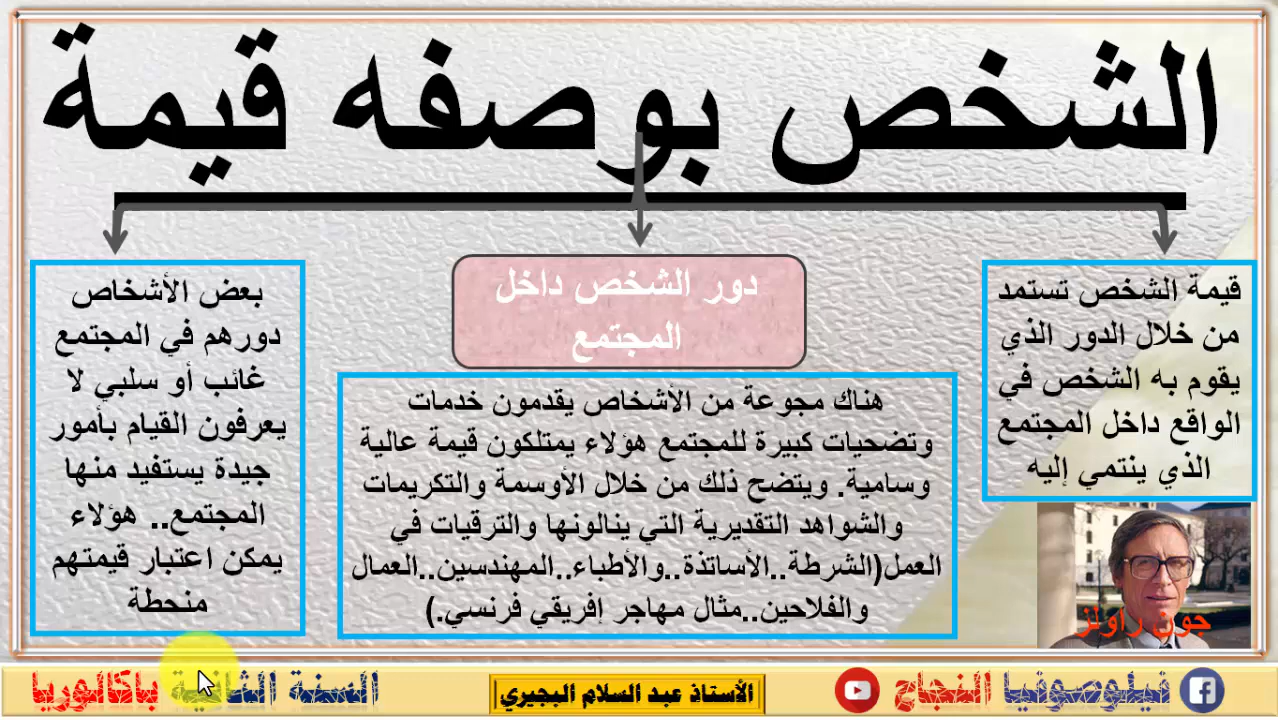 الشخص بوصفه قيمة
قيمة الشخص تستمد
من خلال الدور الذي
يقوم به الشخص في
الواقع داخل المجتمع
الذي ينتمي إليه
جون راولز
دور الشخص داخل
المجتمع
هناك مجوعة من الأشخاص يقدمون خدمات
وتضحيات كبيرة للمجتمع هؤلاء يمتلكون قيمة عالية
وسامية. ويتضح ذلك من خلال الأوسمة والتكريمات
والشواهد التقديرية التي ينالونها والترقيات في
العمل(الشرطة..الأساتذة..والأطباء..المهندسين..العمال
والفلاحين..مثال مهاجر إفريقي فرنسي.)
بعض الأشخاص
دورهم في المجتمع
غائب أو سلبي لا
يعرفون القيام بأمور
جيدة يستفيد منها
المجتمع.. هؤلاء
يمكن اعتبار قيمتهم
منحطة
فيلوصوفيا النجاح
الأستاذ عبد السلام البجيري
السنة الثانية باكالوريا